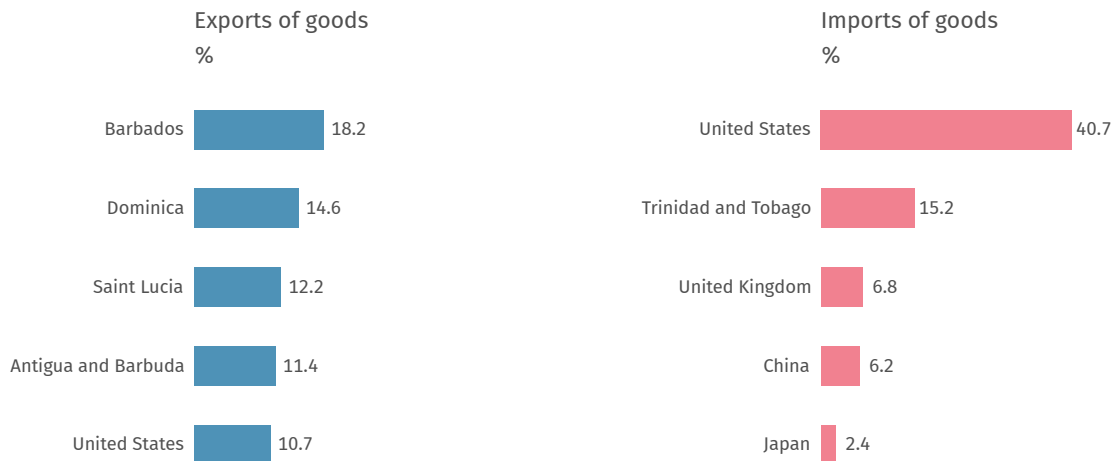 Exports of goods
%
Barbados 18.2
Dominica 14.6
Saint Lucia 12.2
Antigua and Barbuda 11.4
United States 10.7
Imports of goods
%
United States 40.7
Trinidad and Tobago 15.2
United Kingdom 6.8
China 6.2
Japan 2.4